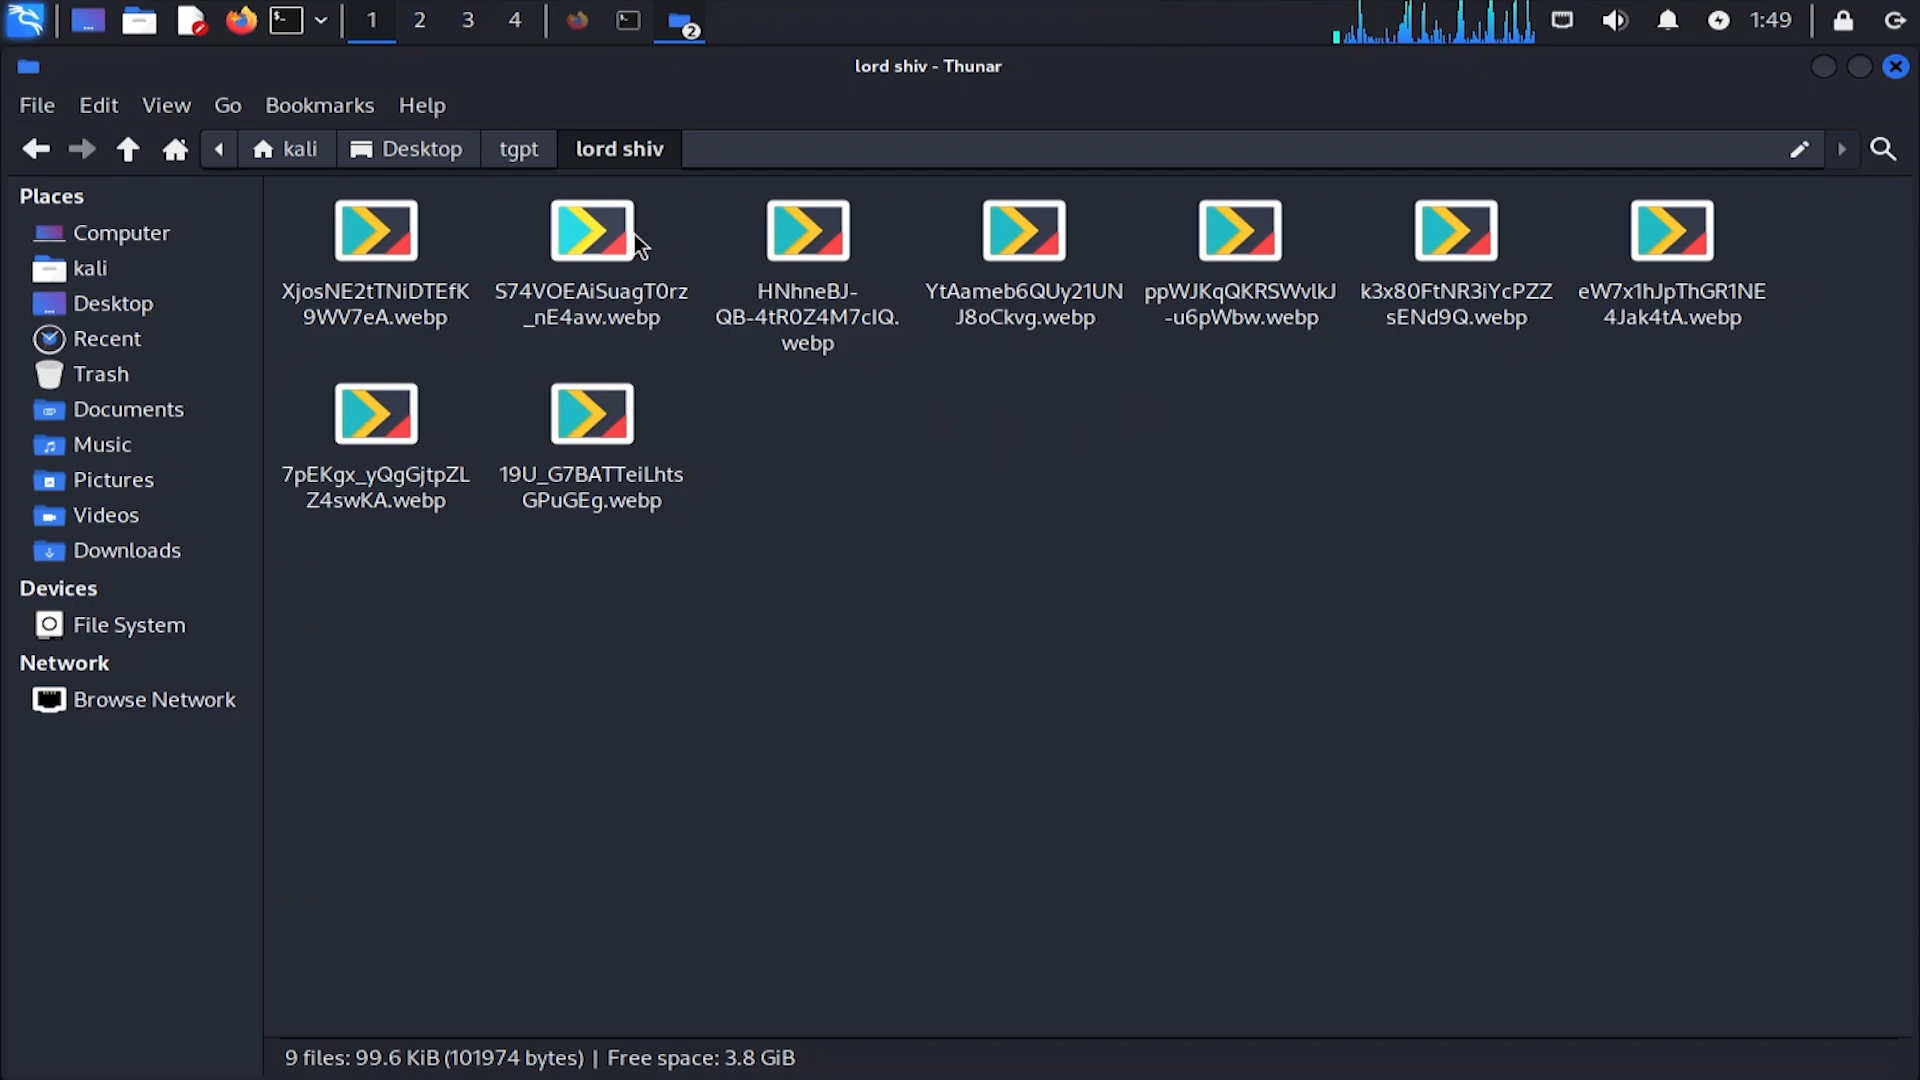 1 2 3 4 2 1:49
lord shiv - Thunar
File Edit View Go Bookmarks Help
kali Desktop tgpt lord shiv
Places
Computer
kali
Desktop
Recent
Trash
Documents
Music
Pictures
Videos
Downloads
Devices
File System
Network
Browse Network
XjosNE2tTNiDTEfK
9WV7eA.webp
S74VOEAiSuagT0rz
_nE4aw.webp
HNhneBJ-
QB-4tR0Z4M7cIQ.
webp
YtAameb6QUy21UN
J8oCkvg.webp
ppWJKqQKRSWvlkJ
-u6pWbw.webp
k3x80FtNR3iYcPZZ
sENd9Q.webp
eW7x1hJpThGR1NE
4Jak4tA.webp
7pEKgx_yQgGjtpZL
Z4swKA.webp
19U_G7BATTeiLhts
GPuGEg.webp
9 files: 99.6 KiB (101974 bytes) | Free space: 3.8 GiB